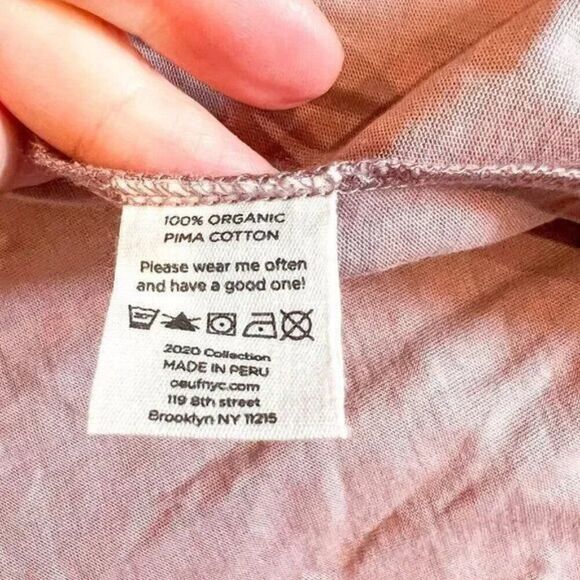 100% ORGANIC
PIMA COTTON
Please wear me often
and have a good one!
30°
2020 Collection
MADE IN PERU
oeufnyc.com
119 8th street
Brooklyn NY 11215